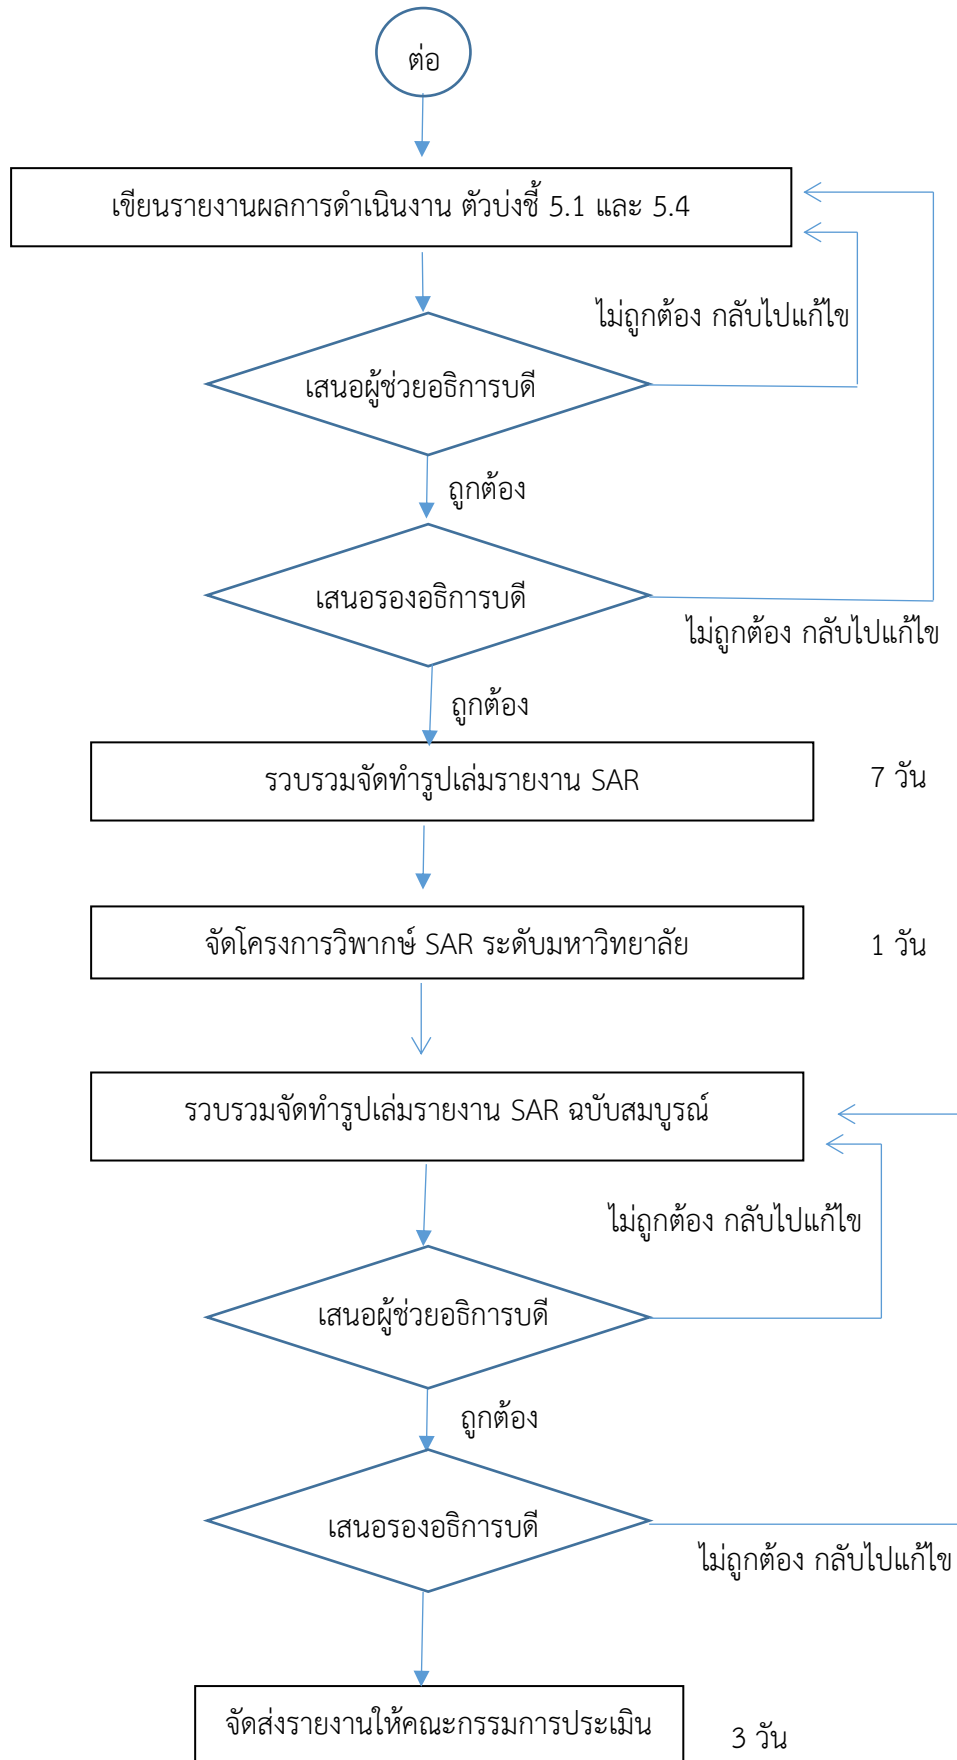 ต่อ
เขียนรายงานผลการดำเนินงาน ตัวบ่งชี้ 5.1 และ 5.4
ไม่ถูกต้อง กลับไปแก้ไข
เสนอผู้ช่วยอธิการบดี
ถูกต้อง
เสนอรองอธิการบดี
ไม่ถูกต้อง กลับไปแก้ไข
ถูกต้อง
รวบรวมจัดทำรูปเล่มรายงาน SAR
7 วัน
จัดโครงการวิพากษ์ SAR ระดับมหาวิทยาลัย
1 วัน
รวบรวมจัดทำรูปเล่มรายงาน SAR ฉบับสมบูรณ์
ไม่ถูกต้อง กลับไปแก้ไข
เสนอผู้ช่วยอธิการบดี
ถูกต้อง
เสนอรองอธิการบดี
ไม่ถูกต้อง กลับไปแก้ไข
จัดส่งรายงานให้คณะกรรมการประเมิน
3 วัน